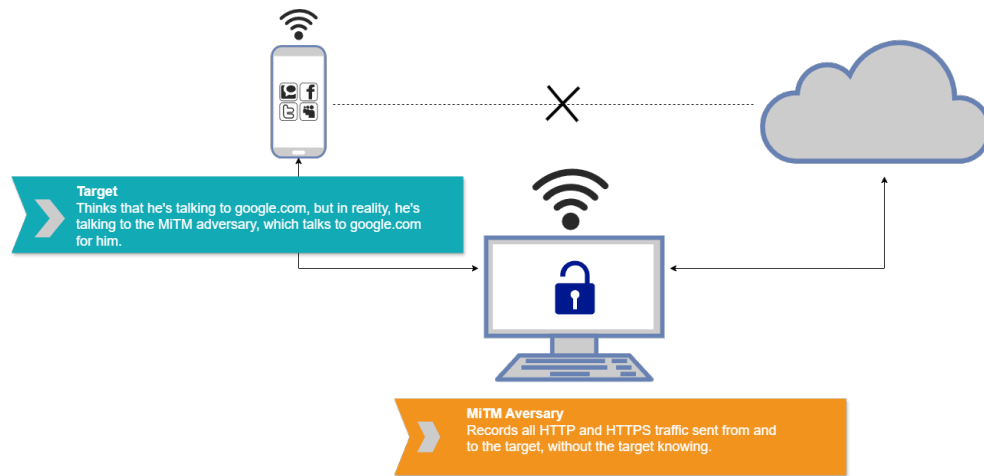 Target
Thinks that he's talking to google.com, but in reality, he's
talking to the MiTM adversary, which talks to google.com
for him.
MiTM Aversary
Records all HTTP and HTTPS traffic sent from and
to the target, without the target knowing.